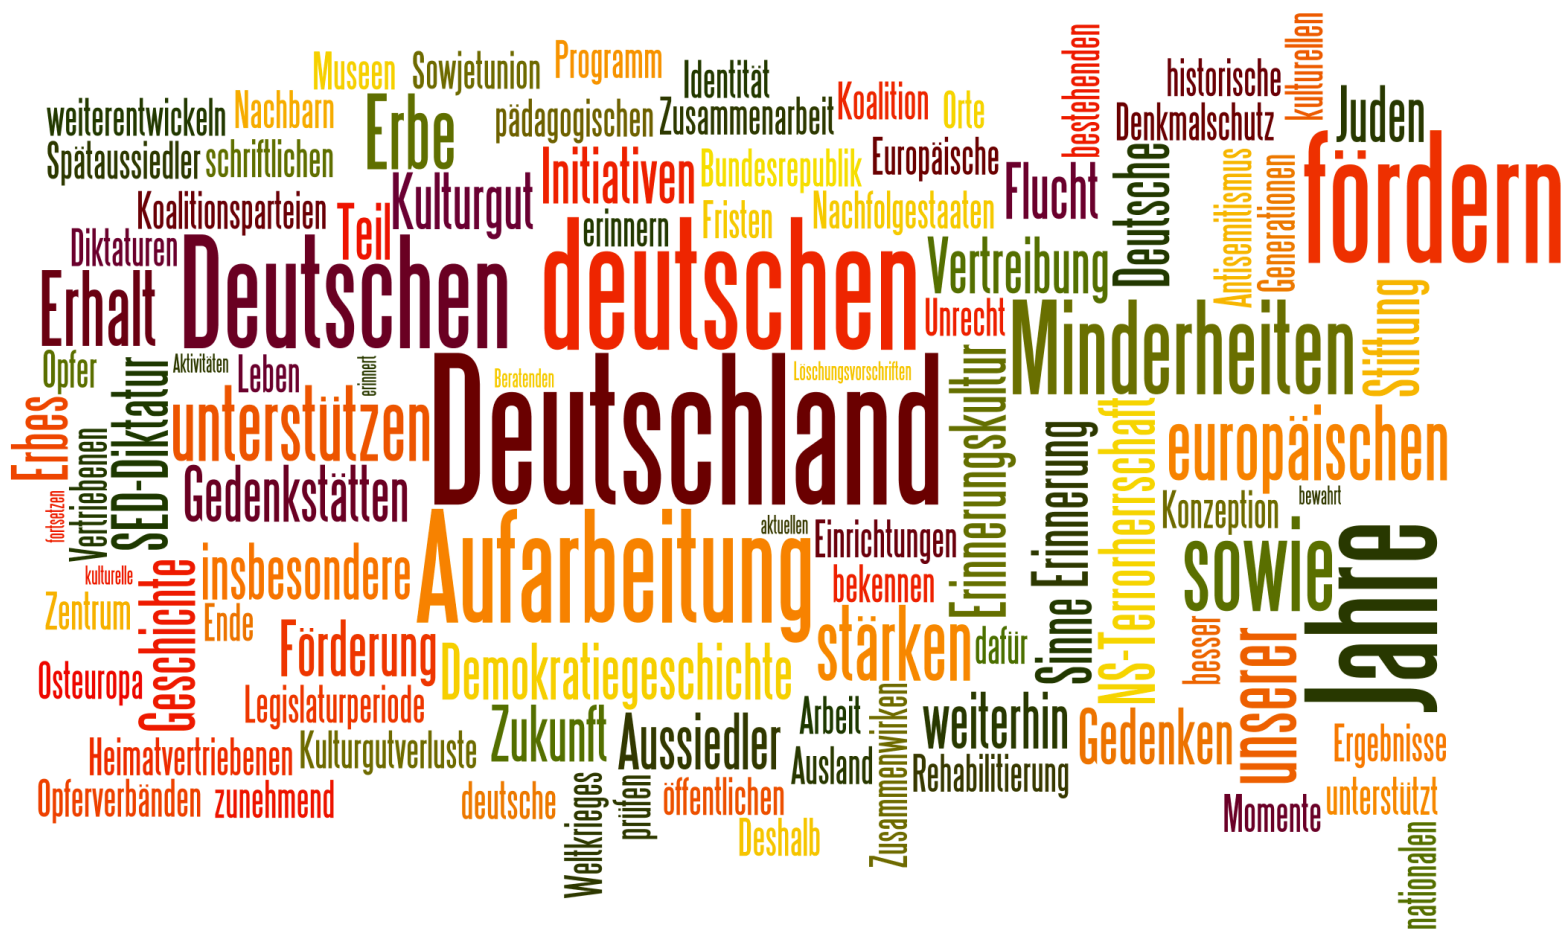 Museen
Sowjetunion
Programm
Identität
bestehenden
historische
kulturellen
weiterentwickeln
Nachbarn
Erbe
pädagogischen
Zusammenarbeit
Koalition
Orte
Denkmalschutz
Juden
Spätaussiedler
schriftlichen
Initiativen
Bundesrepublik
Europäische
Flucht
Deutsche
Antisemitismus
Generationen
fördern
Koalitionsparteien
Teil
Kulturgut
erinnern
Fristen
Nachfolgestaaten
Diktaturen
Deutschen
deutschen
Vertreibung
Erhalt
Unrecht
Minderheiten
Stiftung
Opfer
SED-Diktatur
Aktivitäten
Leben
erinnert
Beratenden
Löschungsvorschriften
Erinnerungskultur
Erbes
Vertriebenen
unterstützen
Deutschland
Sinne
Erinnerung
NS-Terrorherrschaft
europäischen
fortsetzen
Gedenkstätten
Konzeption
bewahrt
Aufarbeitung
aktuellen
Einrichtungen
sowie
Jahre
kulturelle
Geschichte
insbesondere
bekennen
Zentrum
Ende
Förderung
Demokratiegeschichte
stärken
dafür
besser
unserer
Osteuropa
Legislaturperiode
Zukunft
Aussiedler
Arbeit
Zusammenwirken
weiterhin
Gedenken
Ergebnisse
Heimatvertriebenen
Kulturgutverluste
Ausland
Rehabilitierung
Opferverbänden
zunehmend
deutsche
Weltkrieges
prüfen
öffentlichen
Momente
unterstützt
Deshalb
nationalen